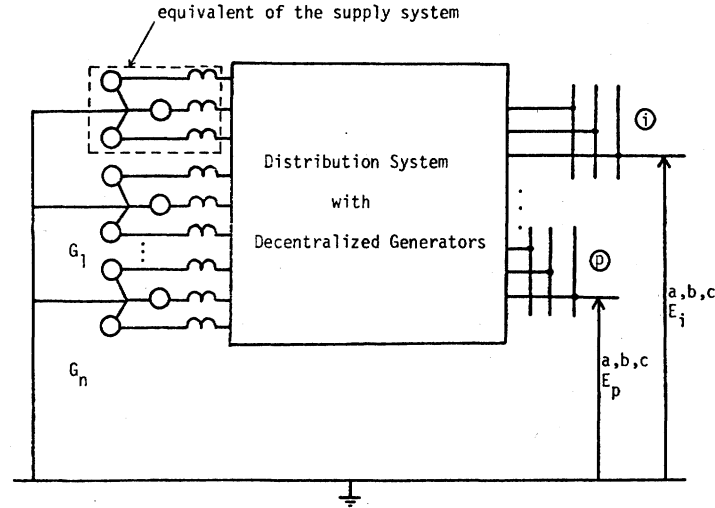 equivalent of the supply system
Distribution System
with
Decentralized Generators
i
p
G1
Gn
a,b,c
Ei
a,b,c
Ep